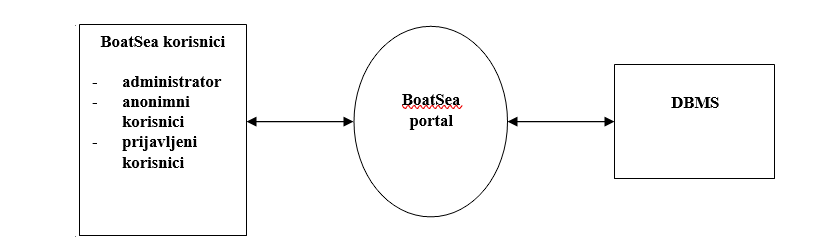 BoatSea korisnici
- administrator
- anonimni
korisnici
- prijavljeni
korisnici
BoatSea
portal
DBMS